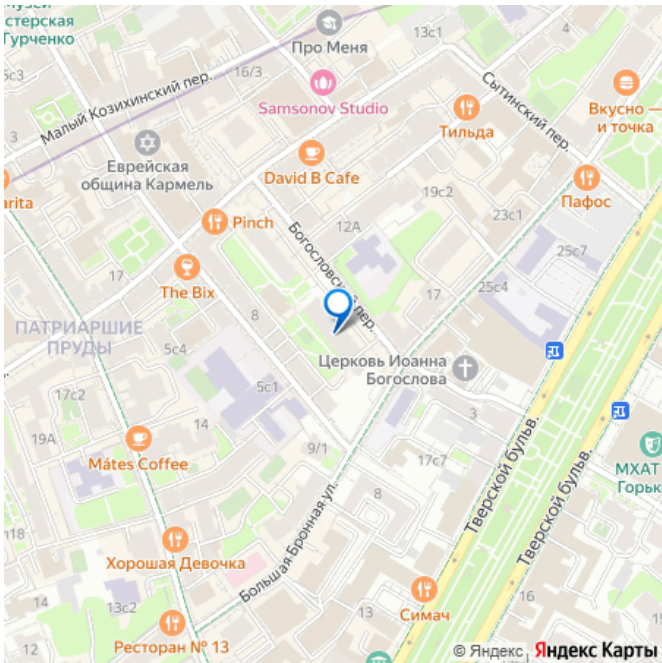 Музей
стерская
Гурченко
Про Меня
13с1
5с3
3
16/3
Малый Козихинский пер.
Samsonov Studio
Сытинский пер.
Вкусно —
и точка
Тильда
Еврейская
община Кармель
David B Cafe
19с2
Пафос
arita
Pinch
12А
23с1
Богословский пер.
25с7
17
The Bix
17
25с4
8
ПАТРИАРШИЕ
ПРУДЫ
5с4
Церковь Иоанна
Богослова
17с2
5с1
3
14
19А
9/1
Mátes Coffee
17с7
МХАТ
Горьк
Тверской бульв.
Тверской бульв.
8
Большая Бронная ул.
п18
Хорошая Девочка
14
13с2
13
Симач
16
12
Ресторан № 13
© Яндекс
Яндекс Карты